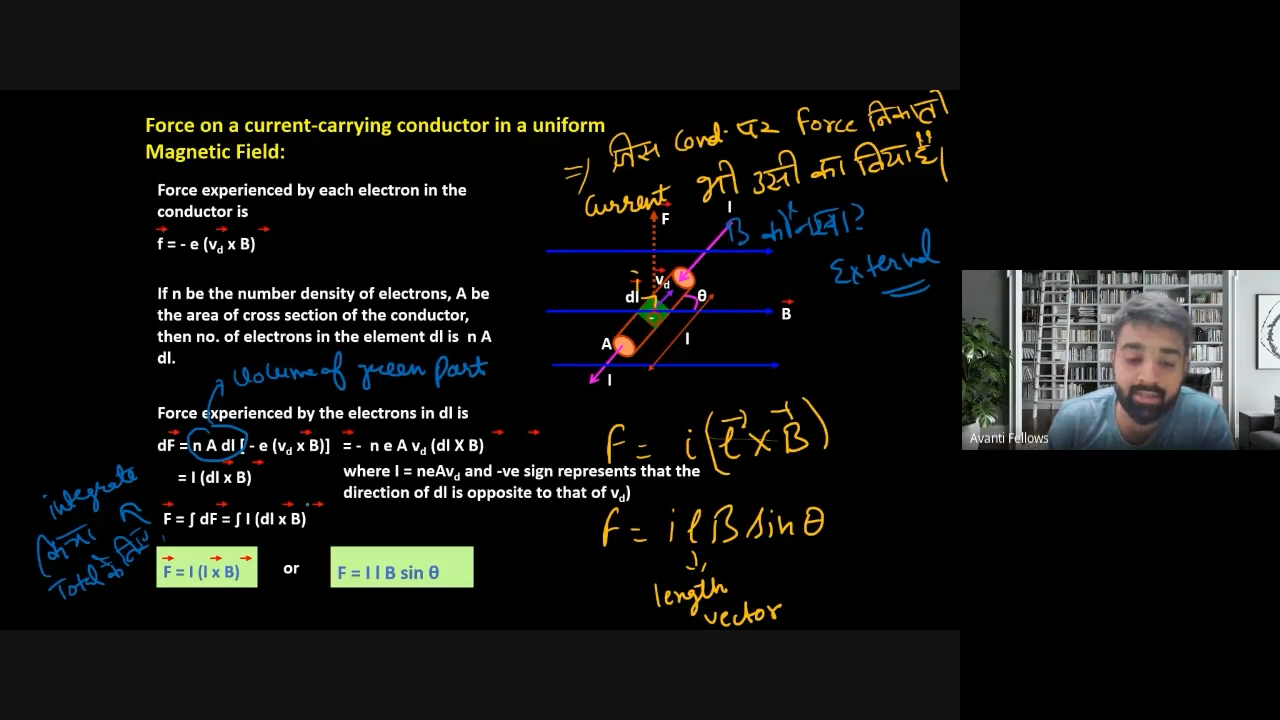 Force on a current-carrying conductor in a uniform
Magnetic Field:
Force experienced by each electron in the
conductor is
f = - e (vd x B)
If n be the number density of electrons, A be
the area of cross section of the conductor,
then no. of electrons in the element dl is n A
dl.
Volume of green part
Force experienced by the electrons in dl is
dF = n A dl [ - e (vd x B)] = - n e A vd (dl X B)
= I (dl x B)
where I = neAvd and -ve sign represents that the
direction of dl is opposite to that of vd)
F = ∫ dF = ∫ I (dl x B)
F = I (l x B) or F = I l B sin θ
integrate
Total
⇒ जिस Cond. पर Force निकालते
Current भी उसी का लिया है।
B का ?
External
F
I
vd
dl
θ
B
-
A
l
I
i
F = i (l x B)
F = i l B sin θ
length
vector
Avanti Fellows